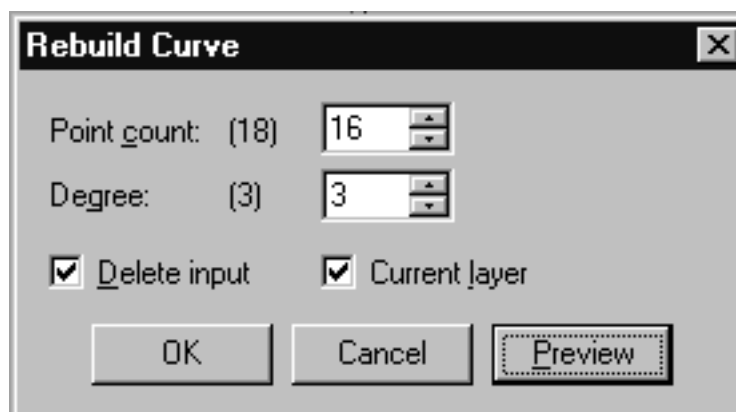 Rebuild Curve
Point count: (18) 16
Degree: (3) 3
Delete input Current layer
OK Cancel Preview